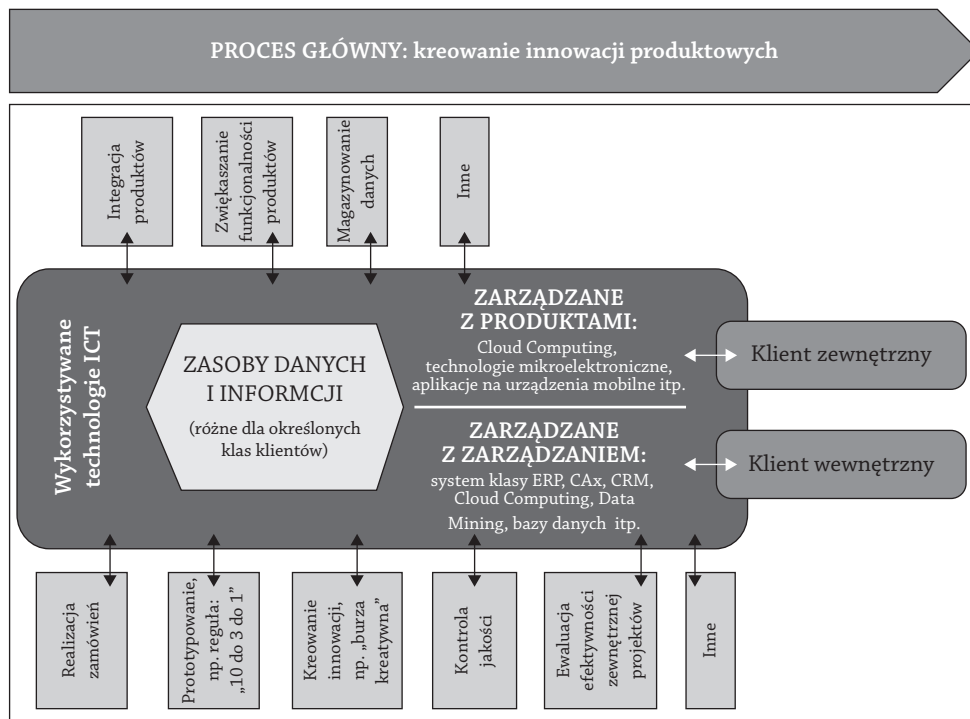 PROCES GŁÓWNY: kreowanie innowacji produktowych
Integracja
produktów
Zwiększanie
funkcjonalności
produktów
Magazynowanie
danych
Inne
Wykorzystywane
technologie ICT
ZASOBY DANYCH
I INFORMCJI
(różne dla określonych
klas klientów)
ZARZĄDZANE
Z PRODUKTAMI:
Cloud Computing,
technologie mikroelektroniczne,
aplikacje na urządzenia mobilne itp.
ZARZĄDZANE
Z ZARZĄDZANIEM:
system klasy ERP, CAx, CRM,
Cloud Computing, Data
Mining, bazy danych itp.
Klient zewnętrzny
Klient wewnętrzny
Realizacja
zamówień
Prototypowanie,
np. reguła:
„10 do 3 do 1”
Kreowanie
innowacji,
np. „burza
kreatywna”
Kontrola
jakości
Ewaluacja
efektywności
zewnętrznej
projektów
Inne